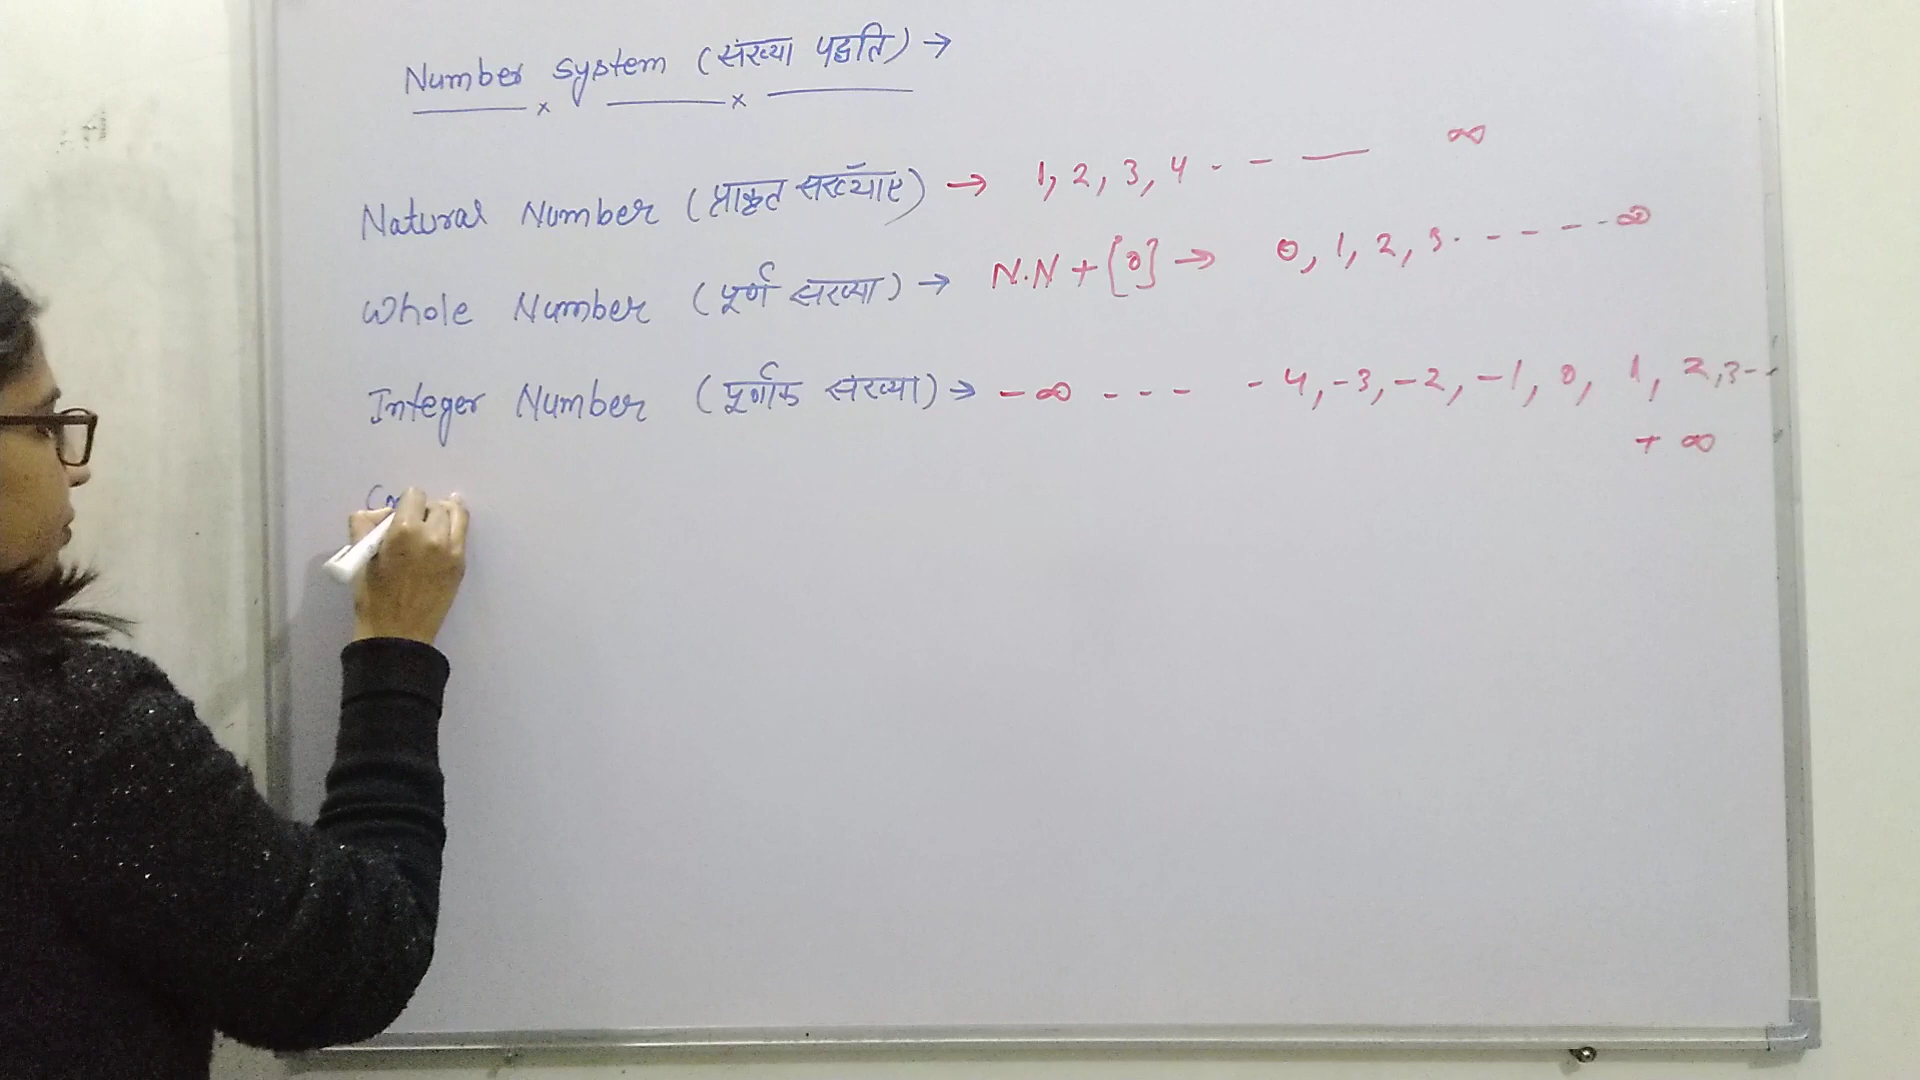 Number system (संख्या पद्धति) →
Natural Number (प्राकृत संख्याए) → 1, 2, 3, 4 - - — ∞
Whole Number (पूर्ण संख्या) → N.N + [0] → 0, 1, 2, 3 - - - - - ∞
Integer Number (पूर्णांक संख्या) → - ∞ - - - - 4, -3, -2, -1, 0, 1, 2, 3 - -
+ ∞